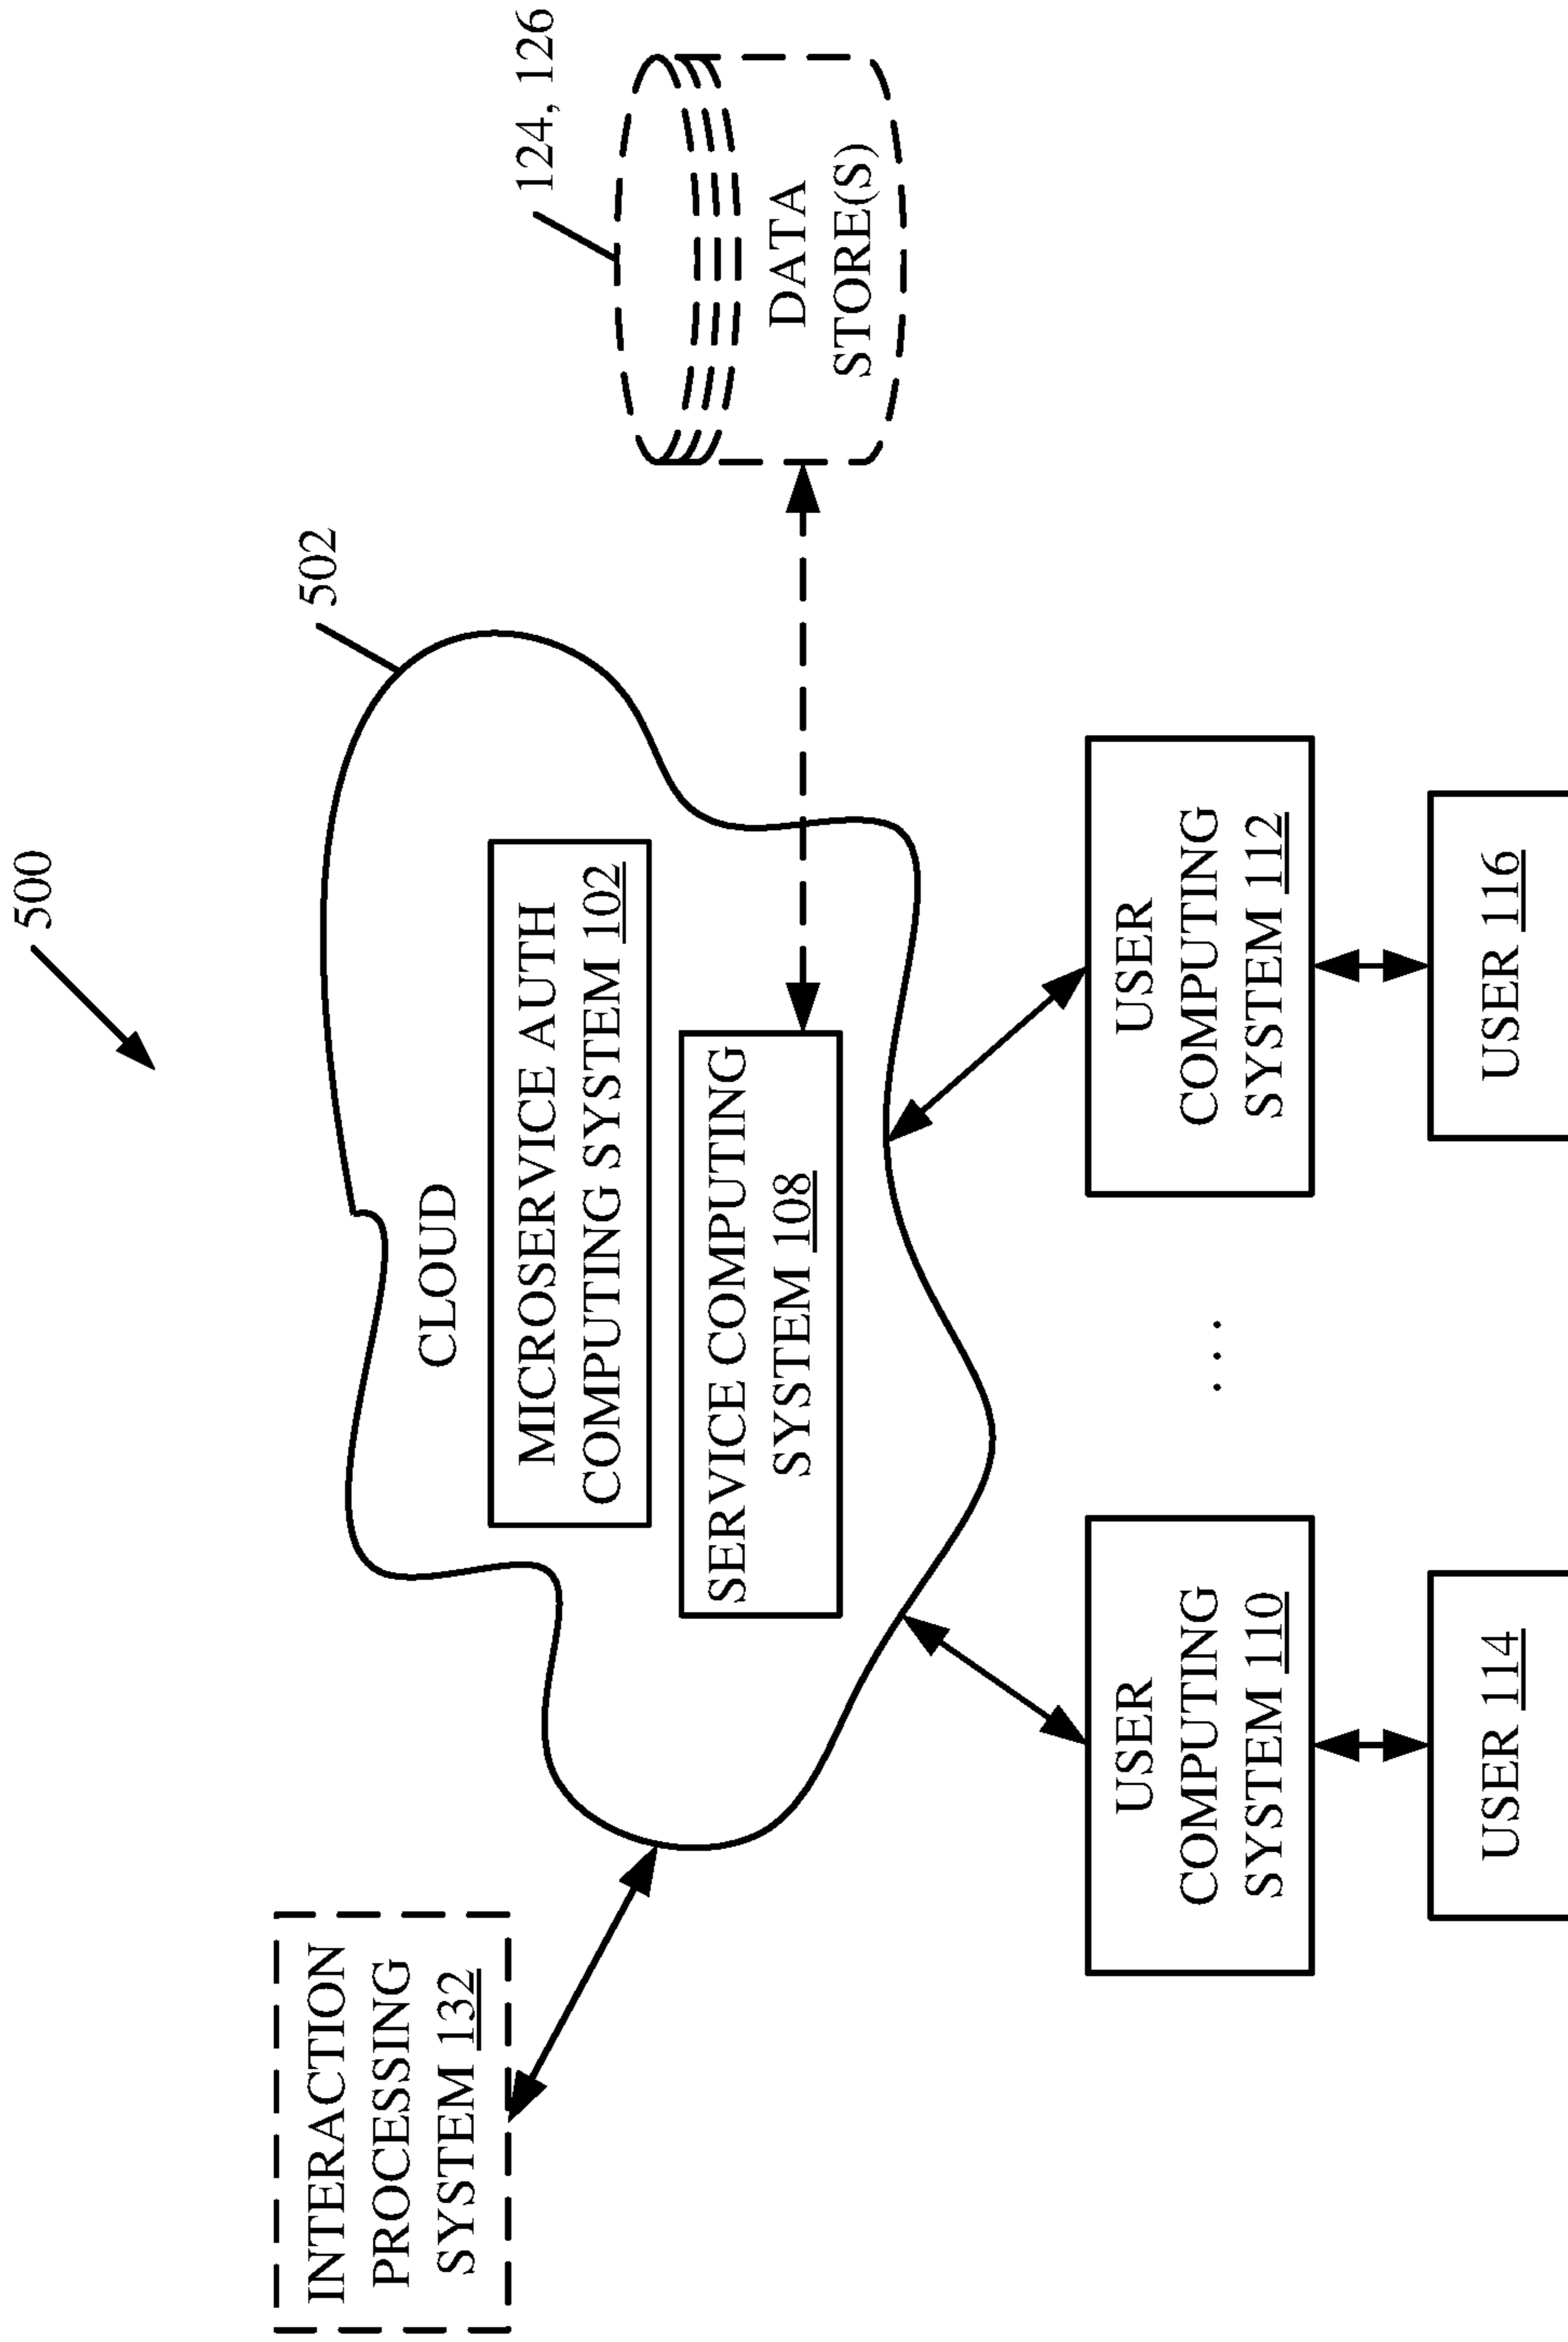 500
502
CLOUD
MICROSERVICE AUTH
COMPUTING SYSTEM 102
SERVICE COMPUTING
SYSTEM 108
INTERACTION
PROCESSING
SYSTEM 132
124, 126
DATA
STORE(S)
USER
COMPUTING
SYSTEM 110
...
USER
COMPUTING
SYSTEM 112
USER 114
USER 116